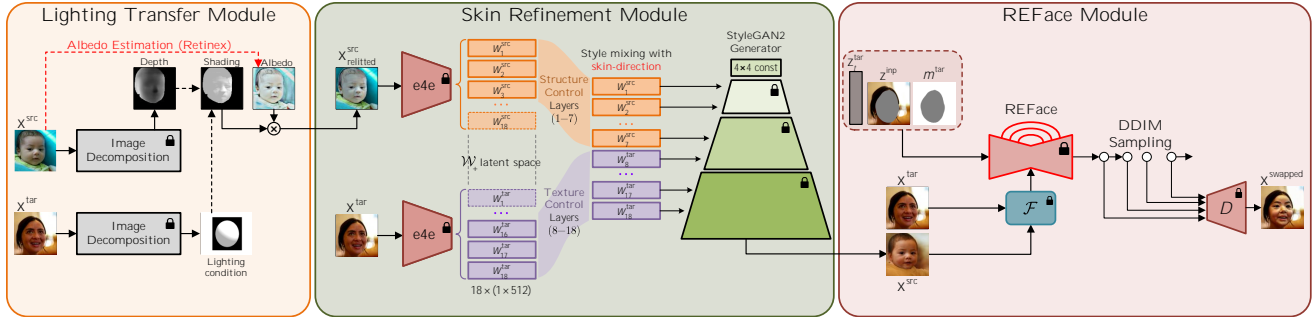 Lighting Transfer Module
Albedo Estimation (Retinex)
Depth
Shading
Albedo
X^src
Image
Decomposition
X^tar
Image
Decomposition
Lighting
condition
Skin Refinement Module
X^src_relitted
e4e
W_1^src
W_2^src
W_3^src
...
W_18^src
Structure
Control
Layers
(1−7)
W+ latent space
X^tar
e4e
W_1^tar
...
W_16^tar
W_17^tar
W_18^tar
18 × (1 × 512)
Texture
Control
Layers
(8−18)
Style mixing with
skin-direction
W_1^src
W_2^src
...
W_7^src
W_8^tar
...
W_17^tar
W_18^tar
StyleGAN2
Generator
4×4 const
REFace Module
z^inp
m^tar
REFace
DDIM
Sampling
X^tar
F
X^src
D
X^swapped